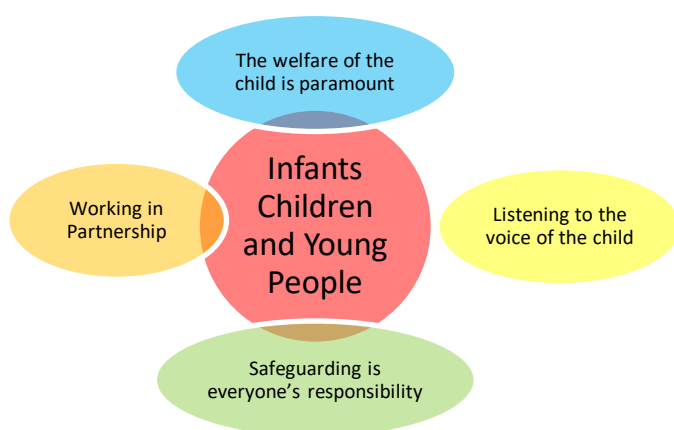 The welfare of the
child is paramount
Infants
Children
and Young
People
Working in
Partnership
Listening to the
voice of the child
Safeguarding is
everyone’s responsibility